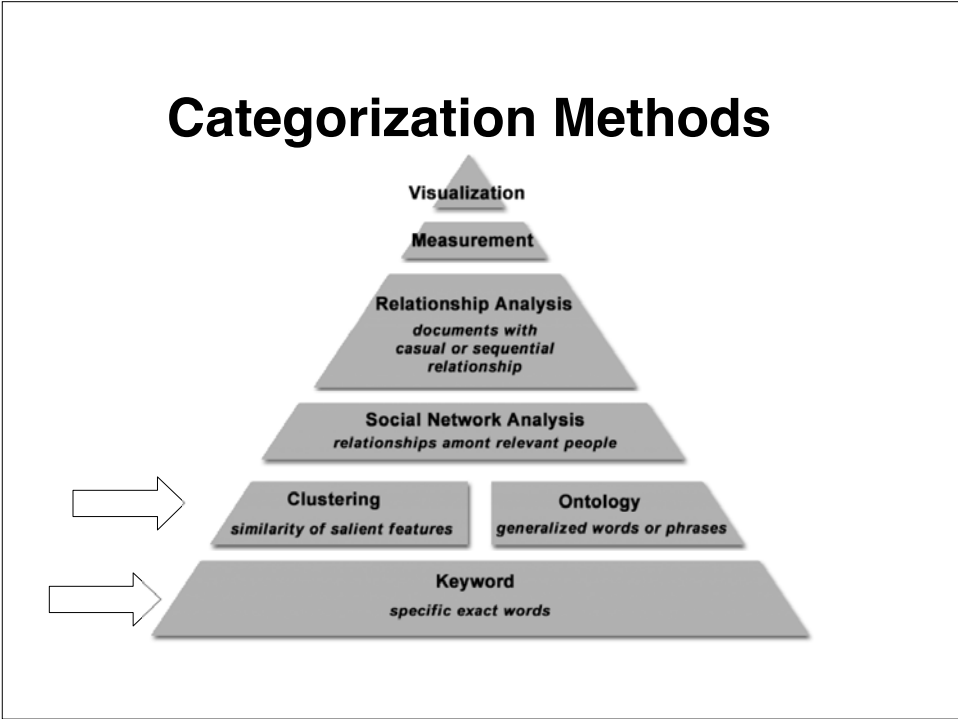 Categorization Methods
Visualization
Measurement
Relationship Analysis
documents with
casual or sequential
relationship
Social Network Analysis
relationships amont relevant people
Clustering
similarity of salient features
Ontology
generalized words or phrases
Keyword
specific exact words